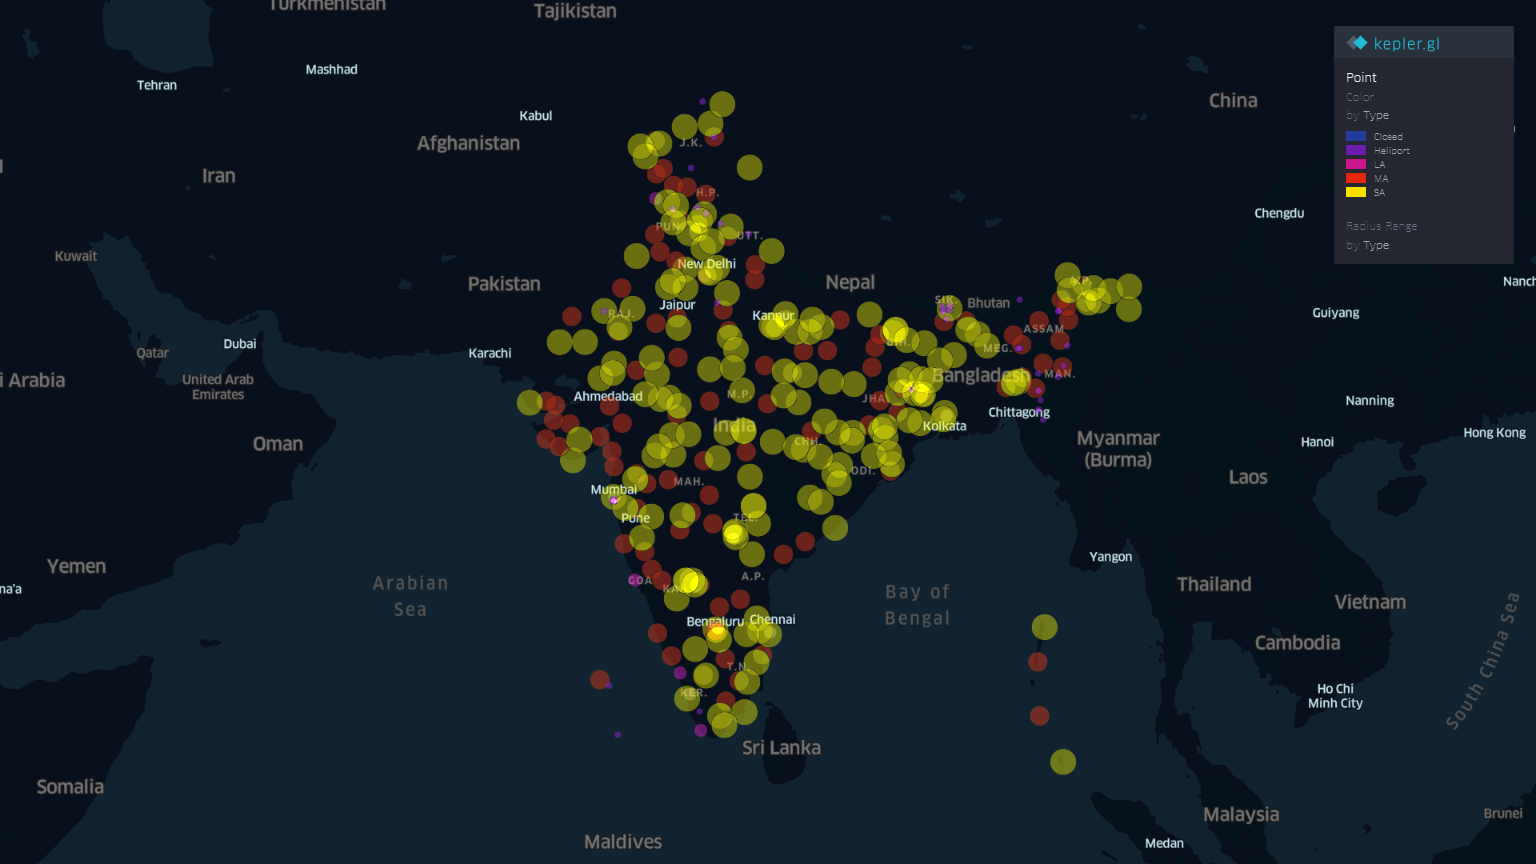 Turkmenistan
Tajikistan
Mashhad
Tehran
Kabul
Afghanistan
China
Iran
J.K.
H.P.
PUN.
UTT.
Chengdu
Kuwait
Pakistan
New Delhi
Nepal
SIK.
Bhutan
A.P.
Nanch
Jaipur
RAJ.
Kanpur
ASSAM
Guiyang
Qatar
Dubai
Karachi
BIH.
MEG.
i Arabia
United Arab
Emirates
Ahmedabad
M.P.
JHA.
Bangladesh
MAN.
Nanning
Oman
India
CHH.
Kolkata
Chittagong
Myanmar
(Burma)
Hanoi
Hong Kong
Laos
ODI.
MAH.
Mumbai
Pune
TEL.
Yemen
na'a
Arabian
Sea
GOA
KA
A.P.
Bay of
Bengal
Yangon
Thailand
Vietnam
Bengaluru
Chennai
Cambodia
South China Sea
T.N.
KER.
Ho Chi
Minh City
Sri Lanka
Somalia
Maldives
Malaysia
Brunei
Medan
kepler.gl
Point
Color
by Type
Closed
Heliport
LA
MA
SA
Radius Range
by Type